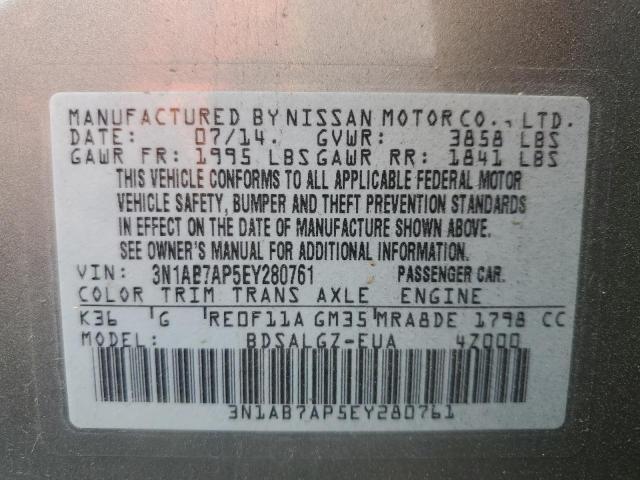 MANUFACTURED BY NISSAN MOTOR CO., LTD.
DATE: 07/14. GVWR: 3858 LBS
GAWR FR: 1995 LBS GAWR RR: 1841 LBS
THIS VEHICLE CONFORMS TO ALL APPLICABLE FEDERAL MOTOR
VEHICLE SAFETY, BUMPER AND THEFT PREVENTION STANDARDS
IN EFFECT ON THE DATE OF MANUFACTURE SHOWN ABOVE.
SEE OWNER'S MANUAL FOR ADDITIONAL INFORMATION
VIN: 3N1AB7AP5EY280761 PASSENGER CAR.
COLOR TRIM TRANS AXLE ENGINE
K36 G RE0F11A GM35 MRA8DE 1798 CC
MODEL: BDSALGZ-EUA 4Z000
3N1AB7AP5EY280761